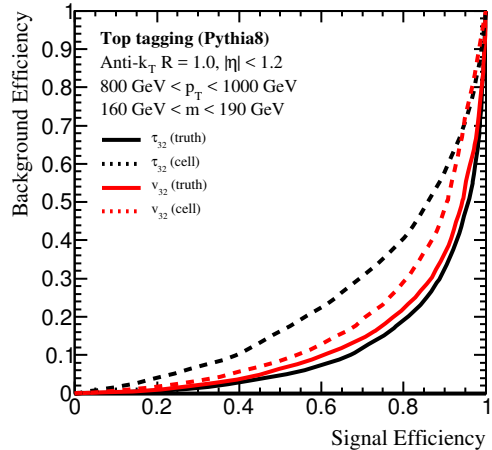 Top tagging (Pythia8)
Anti-k_T R = 1.0, |η| < 1.2
800 GeV < p_T < 1000 GeV
160 GeV < m < 190 GeV
τ_32 (truth)
τ_32 (cell)
v_32 (truth)
v_32 (cell)
Background Efficiency
1
0.9
0.8
0.7
0.6
0.5
0.4
0.3
0.2
0.1
0
0 0.2 0.4 0.6 0.8 1
Signal Efficiency